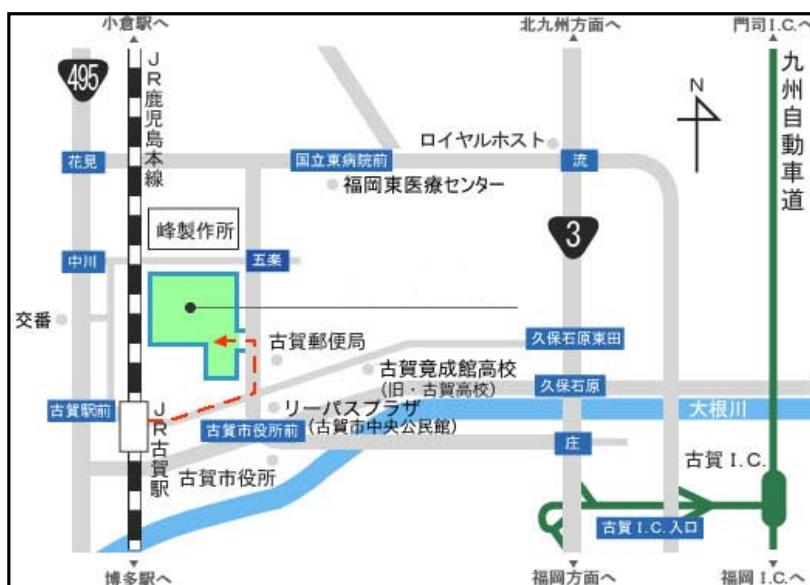 小倉駅へ
北九州方面へ
門司I.C.へ
495
JR鹿児島本線
九州自動車道
N
ロイヤルホスト
花見
国立東病院前
流
福岡東医療センター
峰製作所
3
中川
五楽
交番
久保石原東田
古賀郵便局
古賀竟成館高校
(旧・古賀高校)
久保石原
古賀駅前
JR古賀駅
リーパスプラザ
(古賀市中央公民館)
大根川
古賀市役所前
庄
古賀市役所
古賀I.C.
古賀I.C.入口
博多駅へ
福岡方面へ
福岡I.C.へ